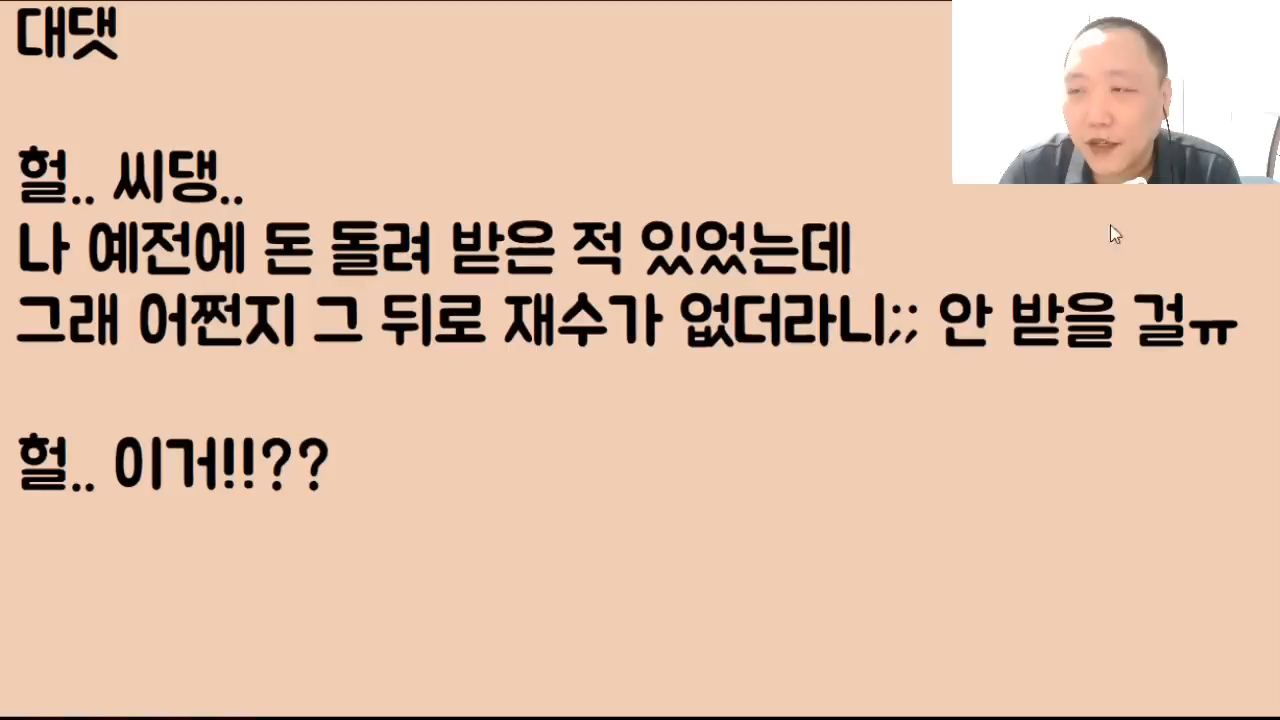 대댓
헐.. 씨댕..
나 예전에 돈 돌려 받은 적 있었는데
그래 어쩐지 그 뒤로 재수가 없더라니;; 안 받을 걸ㅠ
헐.. 이거!!??